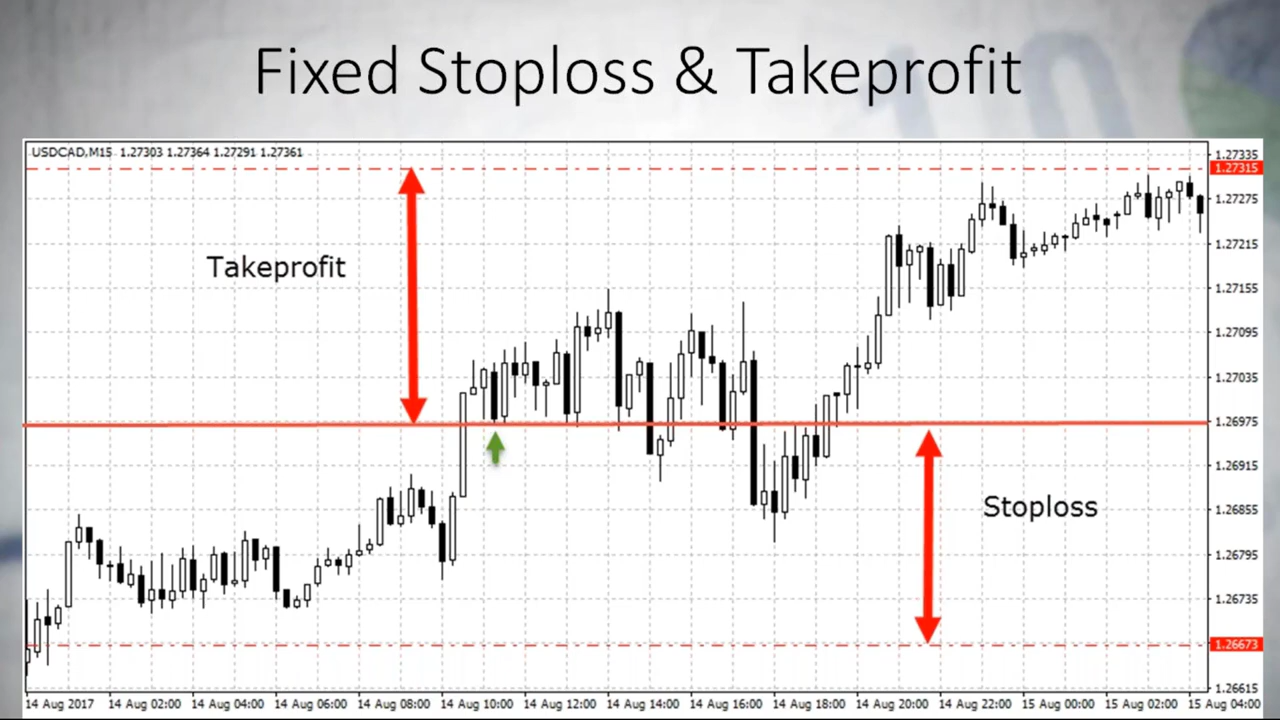 Fixed Stoploss & Takeprofit
USDCAD,M15 1.27303 1.27364 1.27291 1.27361
1.27335
1.27315
1.27275
Takeprofit
1.27215
1.27155
1.27095
1.27035
1.26975
1.26915
Stoploss
1.26855
1.26795
1.26735
1.26673
1.26615
14 Aug 2017 14 Aug 02:00 14 Aug 04:00 14 Aug 06:00 14 Aug 08:00 14 Aug 10:00 14 Aug 12:00 14 Aug 14:00 14 Aug 16:00 14 Aug 18:00 14 Aug 20:00 14 Aug 22:00 15 Aug 00:00 15 Aug 02:00 15 Aug 04:00